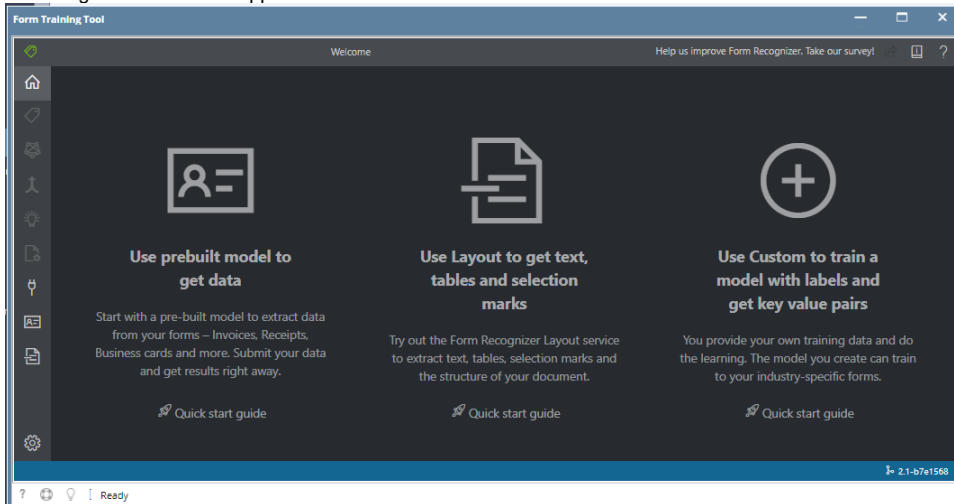 Form Training Tool
Welcome
Help us improve Form Recognizer. Take our survey!
?
Use prebuilt model to
get data
Start with a pre-built model to extract data
from your forms – Invoices, Receipts,
Business cards and more. Submit your data
and get results right away.
Quick start guide
Use Layout to get text,
tables and selection
marks
Try out the Form Recognizer Layout service
to extract text, tables, selection marks and
the structure of your document.
Quick start guide
Use Custom to train a
model with labels and
get key value pairs
You provide your own training data and do
the learning. The model you create can train
to your industry-specific forms.
Quick start guide
2.1-b7e1568
? Ready